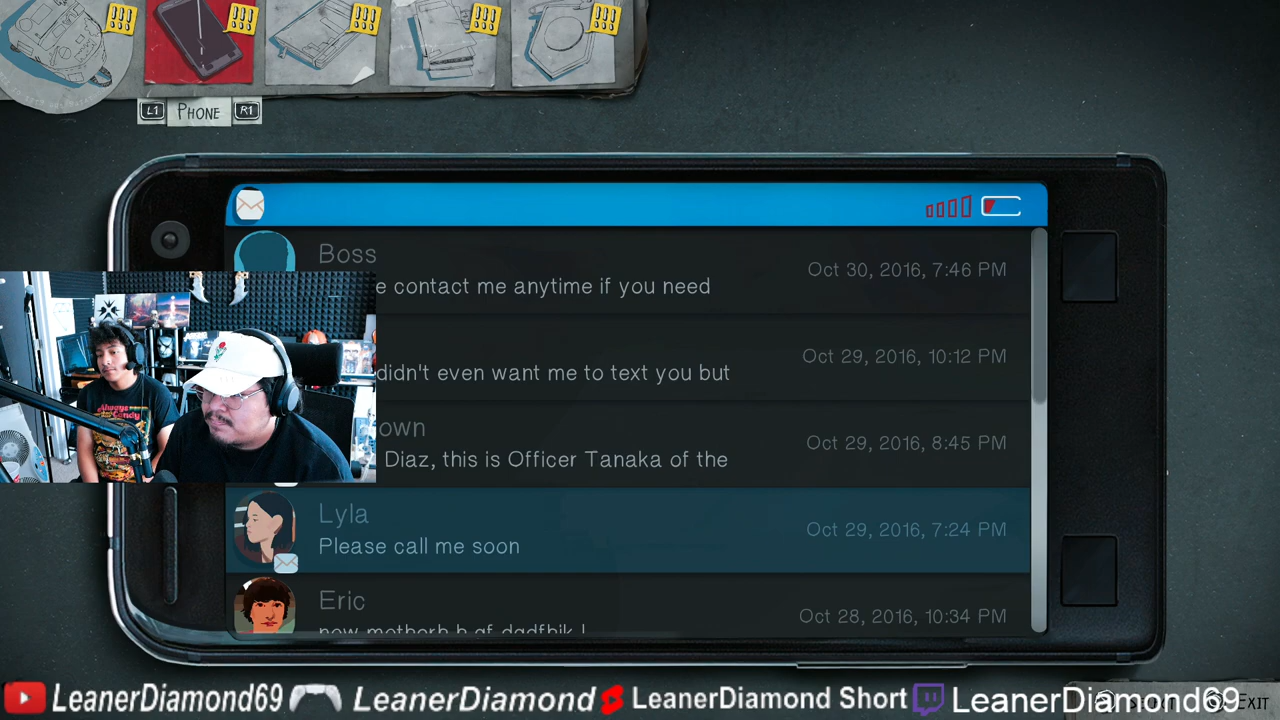 L1 PHONE R1
Boss
Oct 30, 2016, 7:46 PM
e contact me anytime if you need
Oct 29, 2016, 10:12 PM
didn't even want me to text you but
own
Oct 29, 2016, 8:45 PM
Diaz, this is Officer Tanaka of the
Lyla
Oct 29, 2016, 7:24 PM
Please call me soon
Eric
Oct 28, 2016, 10:34 PM
Always
Candy
LeanerDiamond69 LeanerDiamond LeanerDiamond Short LeanerDiamond69
EXIT